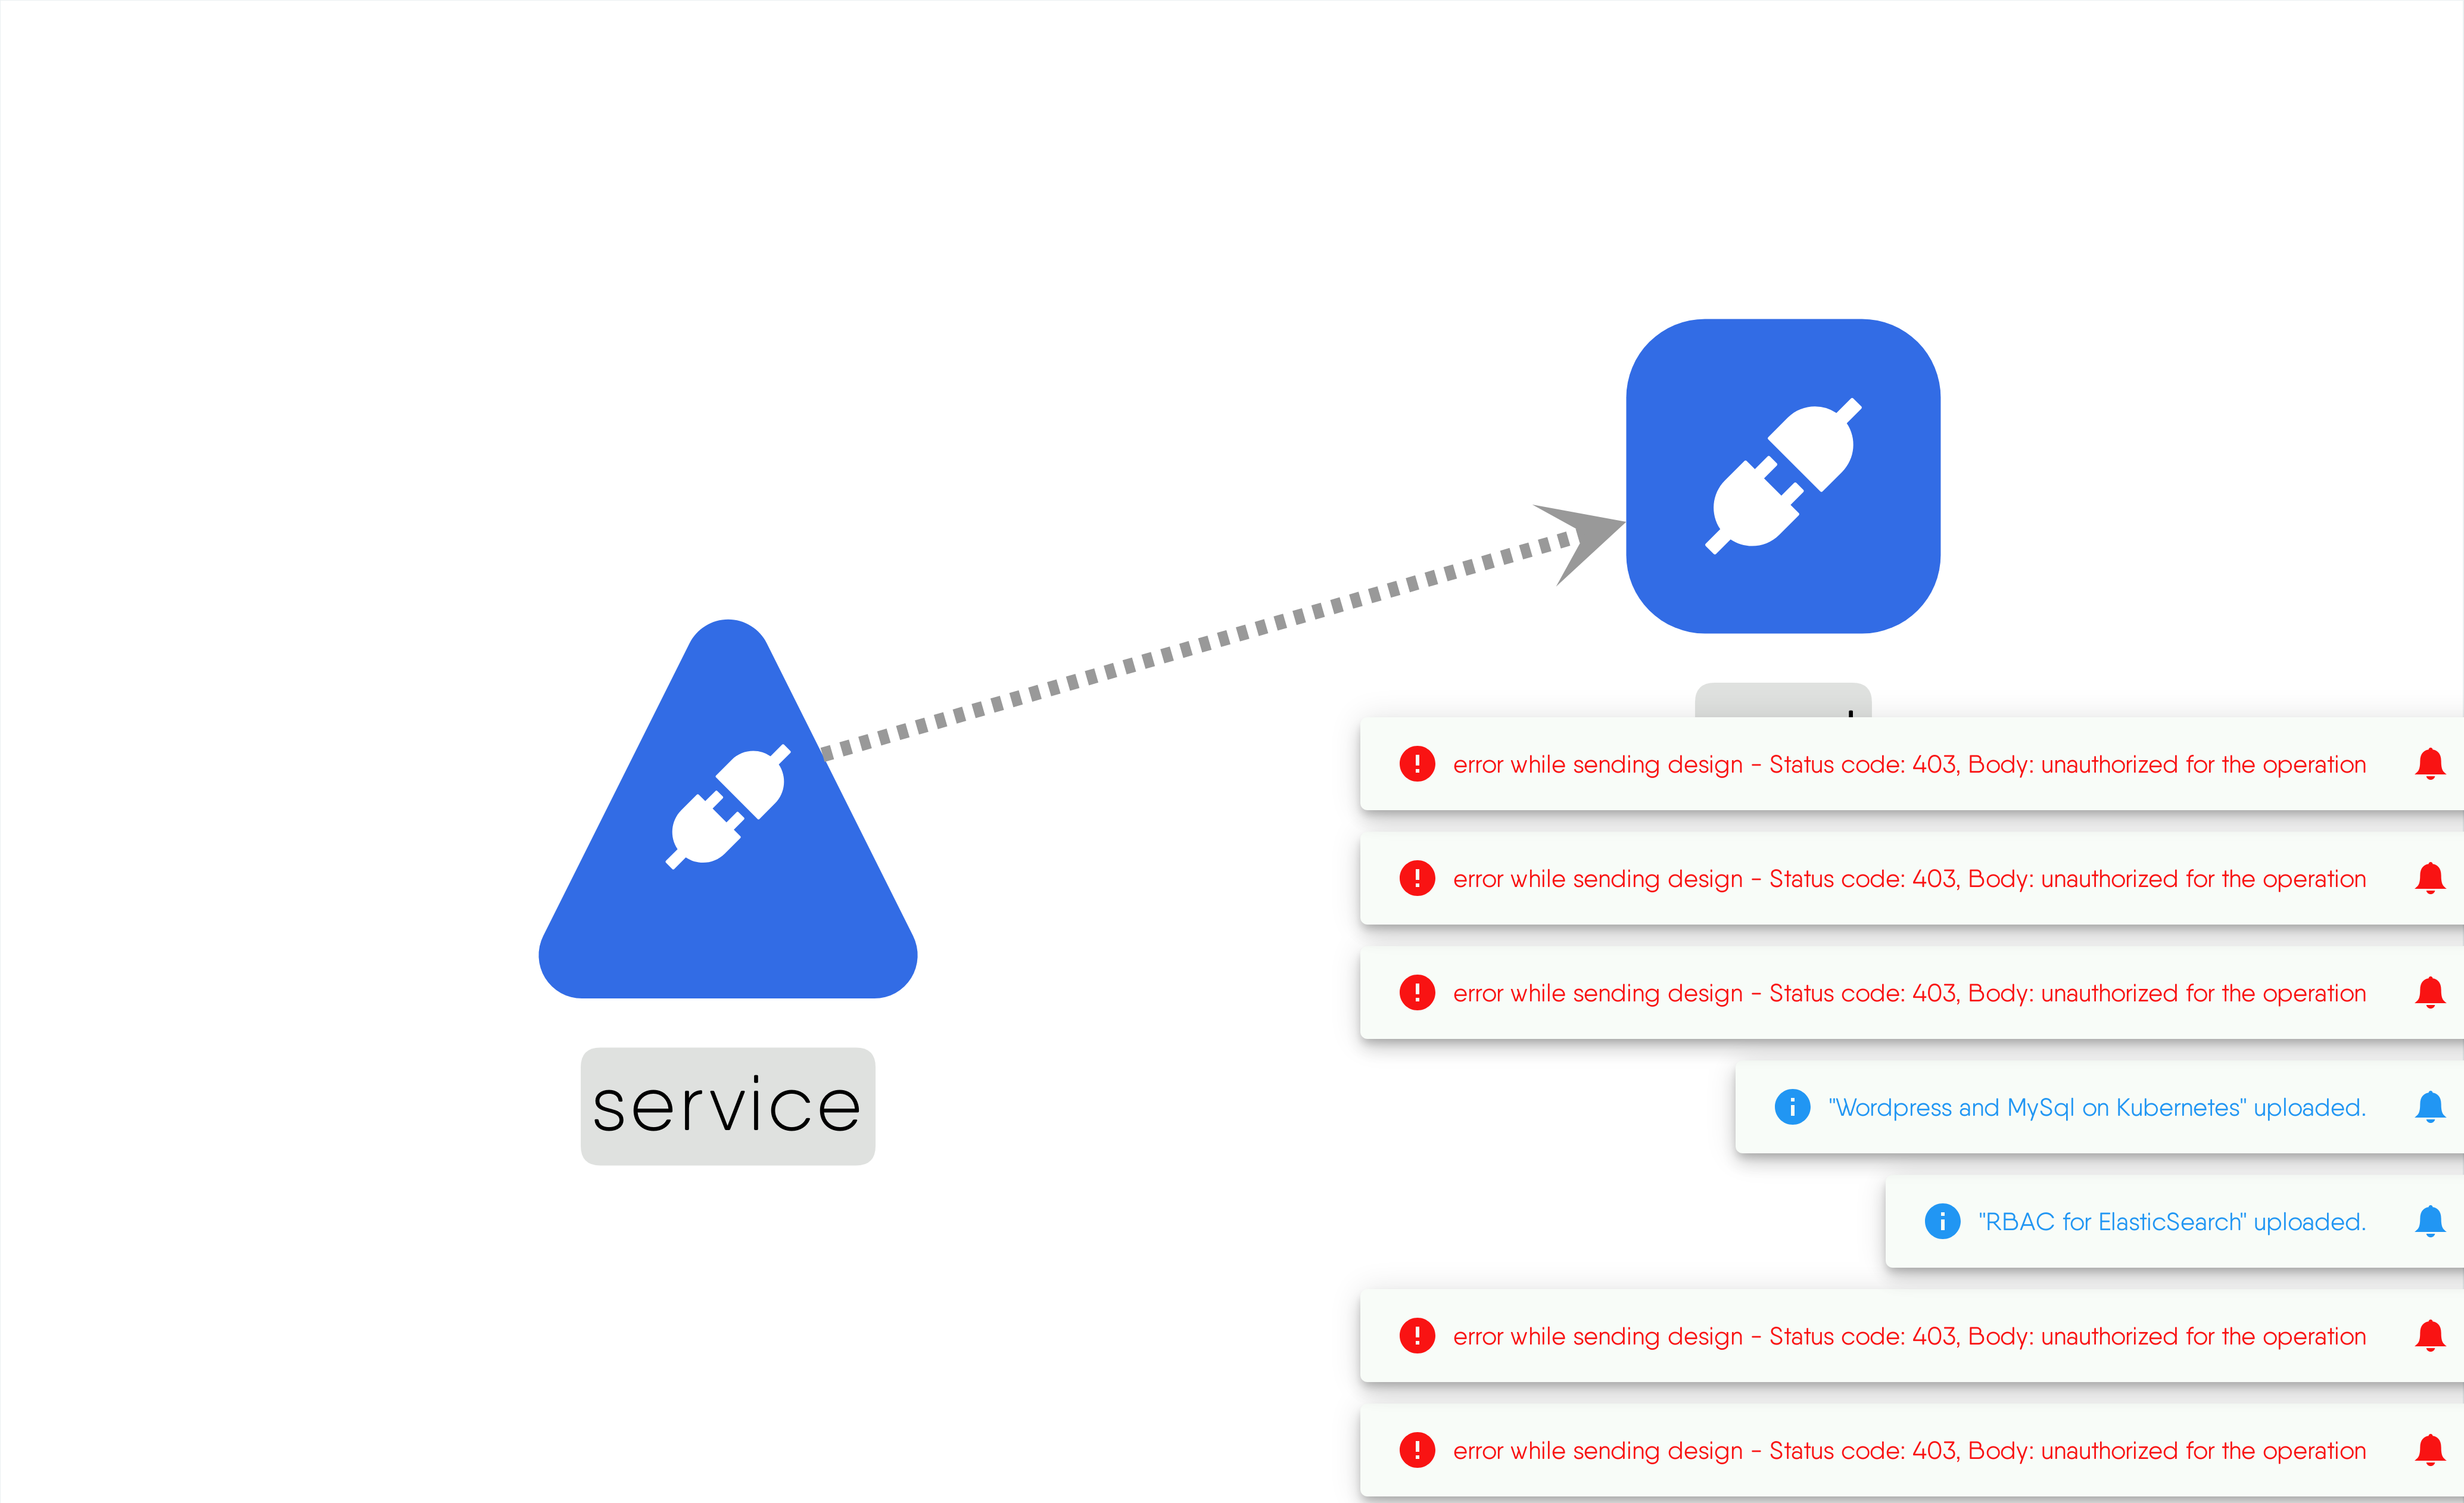 error while sending design - Status code: 403, Body: unauthorized for the operation
error while sending design - Status code: 403, Body: unauthorized for the operation
error while sending design - Status code: 403, Body: unauthorized for the operation
service
"Wordpress and MySql on Kubernetes" uploaded.
"RBAC for ElasticSearch" uploaded.
error while sending design - Status code: 403, Body: unauthorized for the operation
error while sending design - Status code: 403, Body: unauthorized for the operation